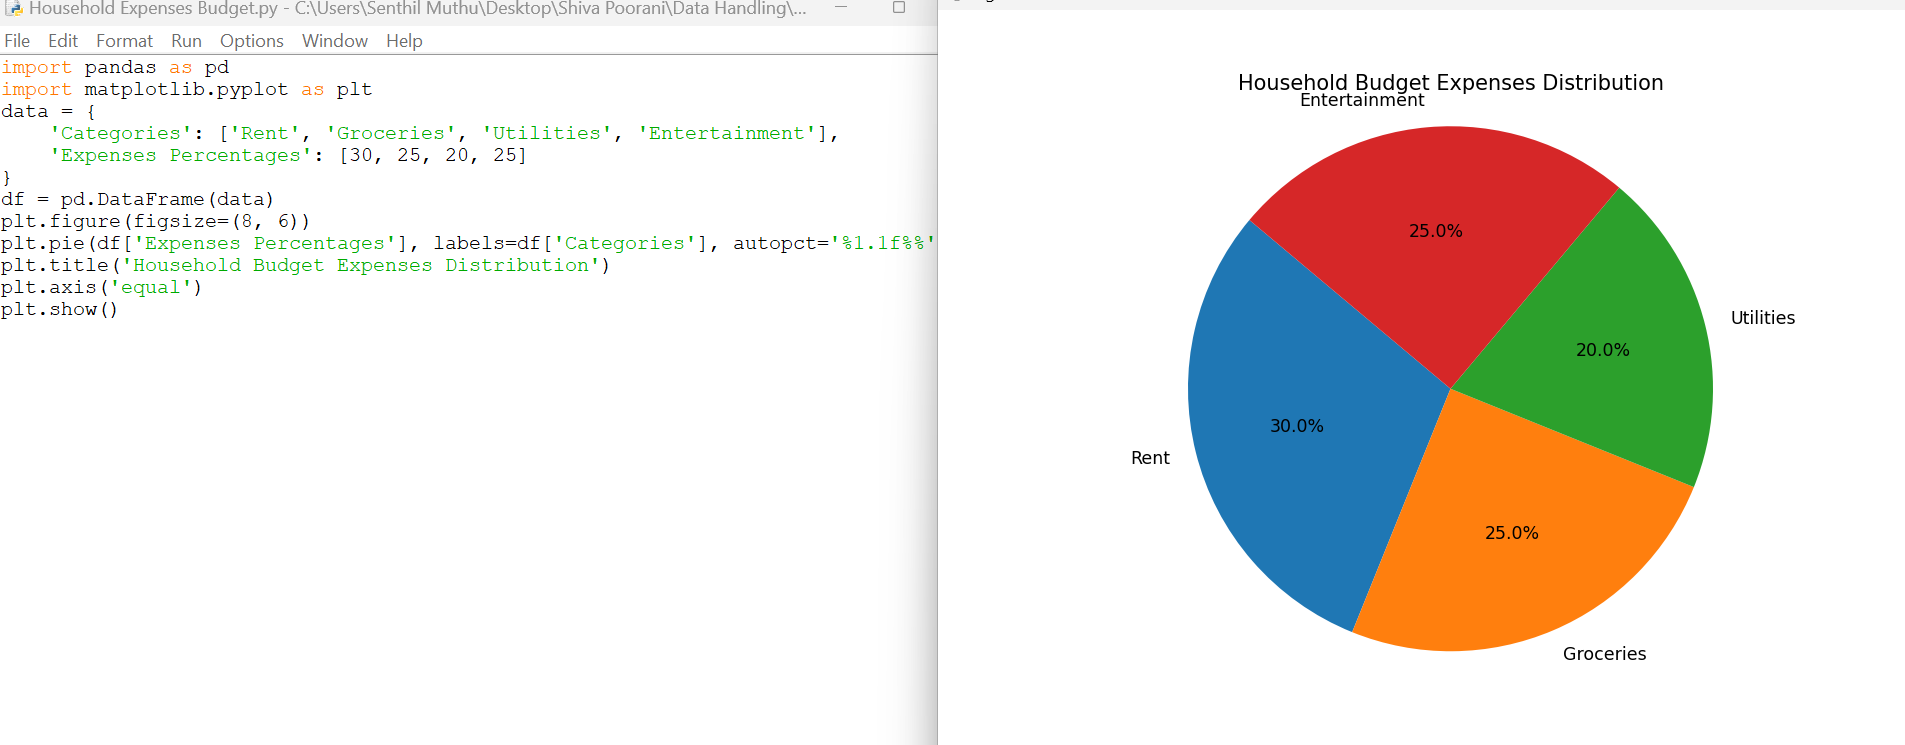 Household Expenses Budget.py - C:\Users\Senthil Muthu\Desktop\Shiva Poorani\Data Handling\...
File Edit Format Run Options Window Help
import pandas as pd
import matplotlib.pyplot as plt
data = {
    'Categories': ['Rent', 'Groceries', 'Utilities', 'Entertainment'],
    'Expenses Percentages': [30, 25, 20, 25]
}
df = pd.DataFrame(data)
plt.figure(figsize=(8, 6))
plt.pie(df['Expenses Percentages'], labels=df['Categories'], autopct='%1.1f%%'
plt.title('Household Budget Expenses Distribution')
plt.axis('equal')
plt.show()
Household Budget Expenses Distribution
Entertainment
25.0%
Utilities
20.0%
30.0%
Rent
25.0%
Groceries